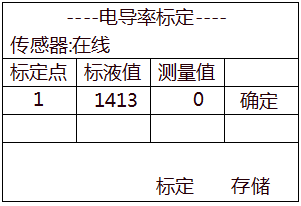 ----电导率标定----
传感器:在线
标定点 标液值 测量值
1 1413 0 确定
标定 存储